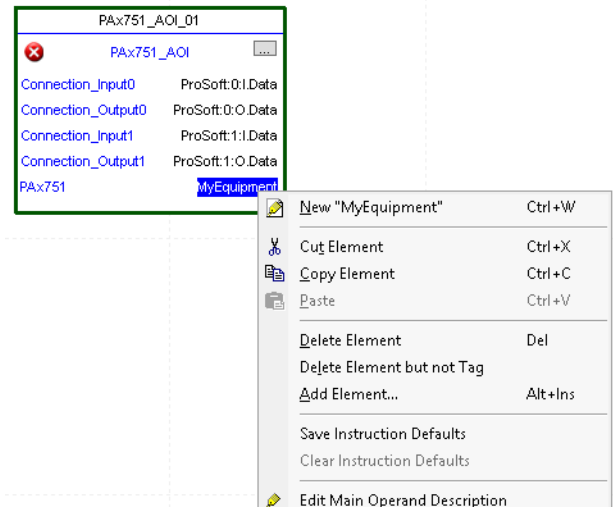 PAx751_AOI_01
PAx751_AOI ...
Connection_Input0 ProSoft:0:I.Data
Connection_Output0 ProSoft:0:O.Data
Connection_Input1 ProSoft:1:I.Data
Connection_Output1 ProSoft:1:O.Data
PAx751 MyEquipment
New "MyEquipment" Ctrl+W
Cut Element Ctrl+X
Copy Element Ctrl+C
Paste Ctrl+V
Delete Element Del
Delete Element but not Tag
Add Element... Alt+Ins
Save Instruction Defaults
Clear Instruction Defaults
Edit Main Operand Description